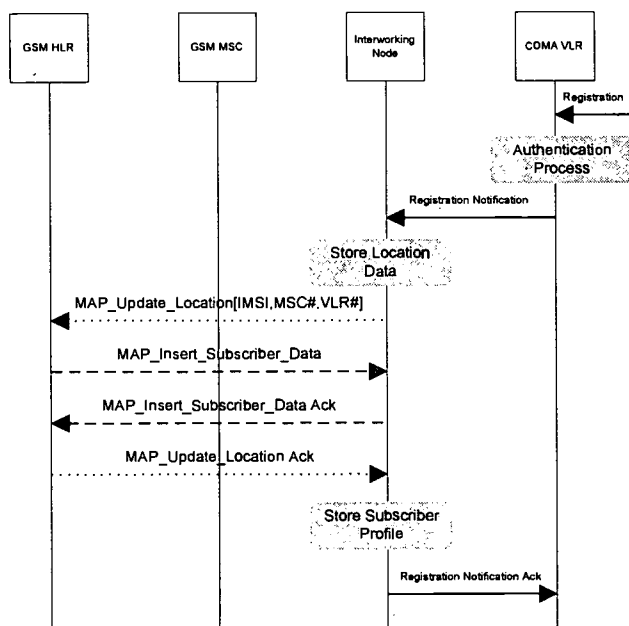 GSM HLR
GSM MSC
Interworking
Node
CDMA VLR
Registration
Authentication
Process
Registration Notification
Store Location
Data
MAP_Update_Location[IMSI,MSC#,VLR#]
MAP_Insert_Subscriber_Data
MAP_Insert_Subscriber_Data Ack
MAP_Update_Location Ack
Store Subscriber
Profile
Registration Notification Ack